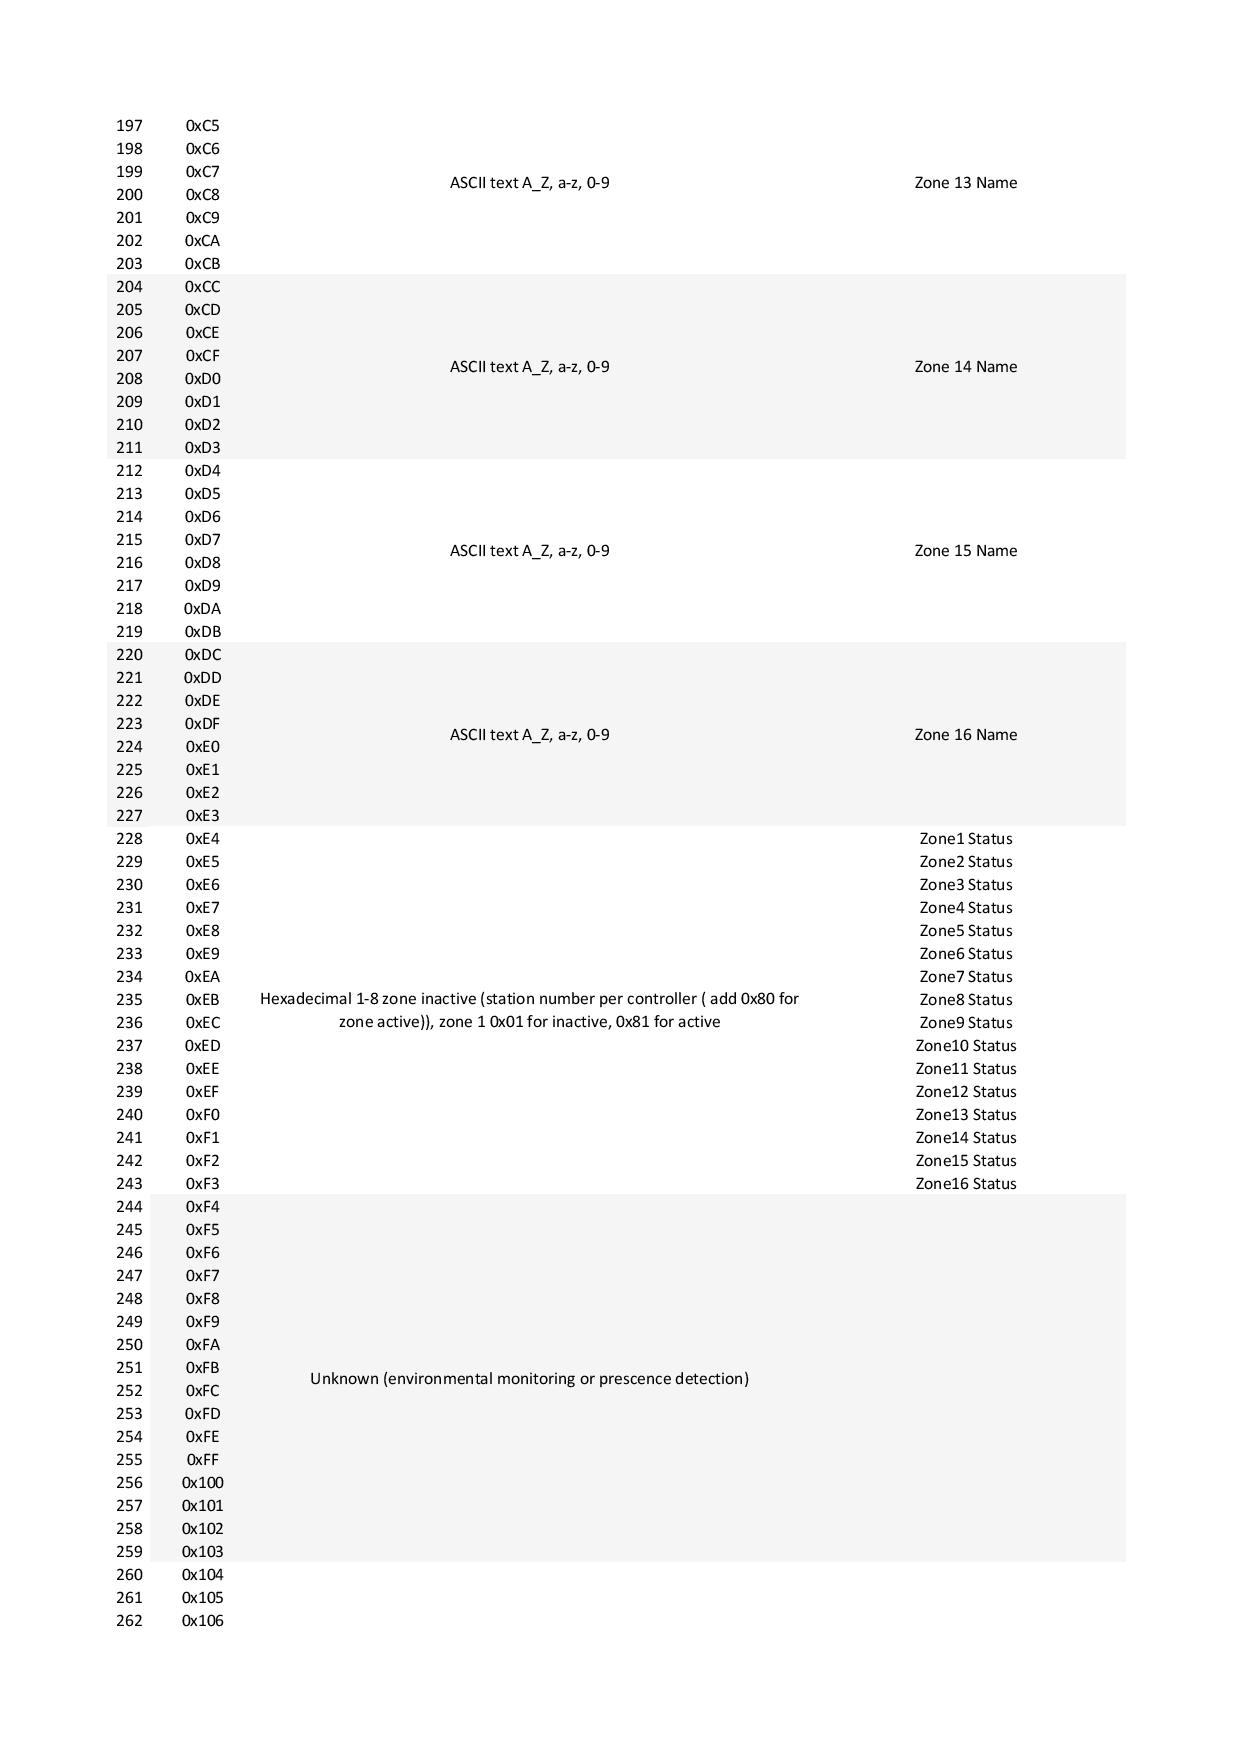 197 0xC5
198 0xC6
199 0xC7
ASCII text A_Z, a-z, 0-9 Zone 13 Name
200 0xC8
201 0xC9
202 0xCA
203 0xCB
204 0xCC
205 0xCD
206 0xCE
207 0xCF
ASCII text A_Z, a-z, 0-9 Zone 14 Name
208 0xD0
209 0xD1
210 0xD2
211 0xD3
212 0xD4
213 0xD5
214 0xD6
215 0xD7
ASCII text A_Z, a-z, 0-9 Zone 15 Name
216 0xD8
217 0xD9
218 0xDA
219 0xDB
220 0xDC
221 0xDD
222 0xDE
223 0xDF
ASCII text A_Z, a-z, 0-9 Zone 16 Name
224 0xE0
225 0xE1
226 0xE2
227 0xE3
228 0xE4 Zone1 Status
229 0xE5 Zone2 Status
230 0xE6 Zone3 Status
231 0xE7 Zone4 Status
232 0xE8 Zone5 Status
233 0xE9 Zone6 Status
234 0xEA Zone7 Status
235 0xEB Hexadecimal 1-8 zone inactive (station number per controller ( add 0x80 for Zone8 Status
236 0xEC zone active)), zone 1 0x01 for inactive, 0x81 for active Zone9 Status
237 0xED Zone10 Status
238 0xEE Zone11 Status
239 0xEF Zone12 Status
240 0xF0 Zone13 Status
241 0xF1 Zone14 Status
242 0xF2 Zone15 Status
243 0xF3 Zone16 Status
244 0xF4
245 0xF5
246 0xF6
247 0xF7
248 0xF8
249 0xF9
250 0xFA
251 0xFB
Unknown (environmental monitoring or prescence detection)
252 0xFC
253 0xFD
254 0xFE
255 0xFF
256 0x100
257 0x101
258 0x102
259 0x103
260 0x104
261 0x105
262 0x106